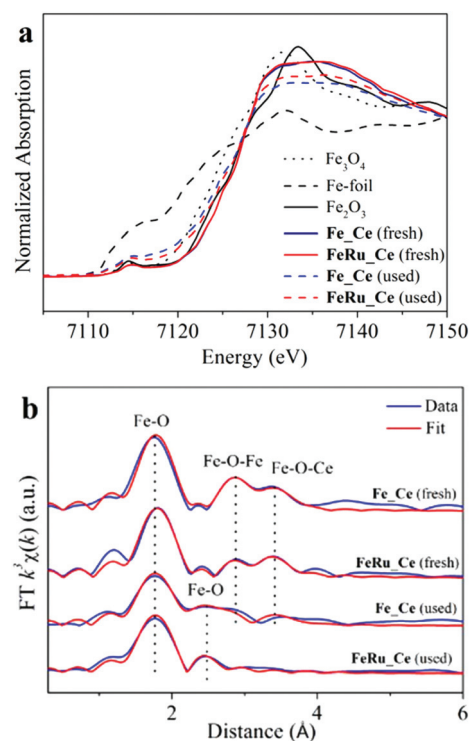 a
Normalized Absorption
Fe₃O₄
Fe-foil
Fe₂O₃
Fe_Ce (fresh)
FeRu_Ce (fresh)
Fe_Ce (used)
FeRu_Ce (used)
7110 7120 7130 7140 7150
Energy (eV)
b
Data
Fit
Fe-O
Fe-O-Fe
Fe-O-Ce
Fe_Ce (fresh)
FeRu_Ce (fresh)
Fe-O
Fe_Ce (used)
FeRu_Ce (used)
FT k³χ(k) (a.u.)
2 4 6
Distance (Å)